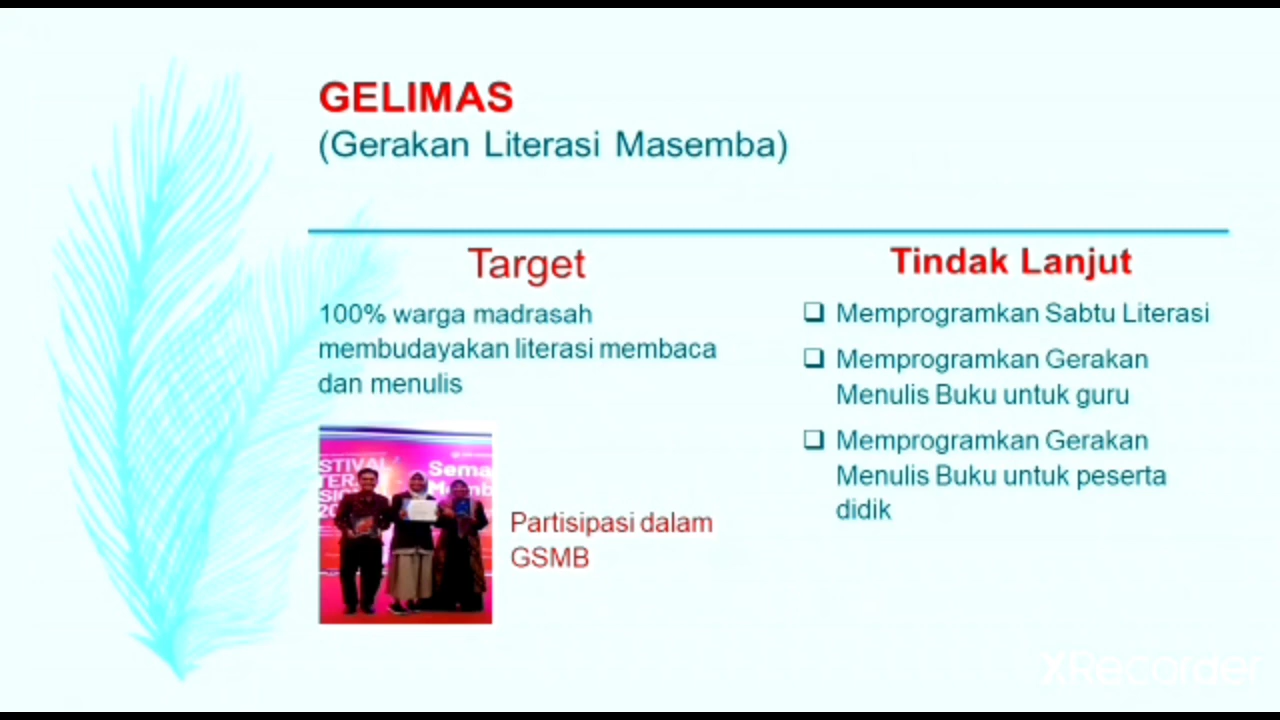 GELIMAS
(Gerakan Literasi Masemba)
Target
100% warga madrasah
membudayakan literasi membaca
dan menulis
Partisipasi dalam
GSMB
Tindak Lanjut
Memprogramkan Sabtu Literasi
Memprogramkan Gerakan
Menulis Buku untuk guru
Memprogramkan Gerakan
Menulis Buku untuk peserta
didik
XRecorder